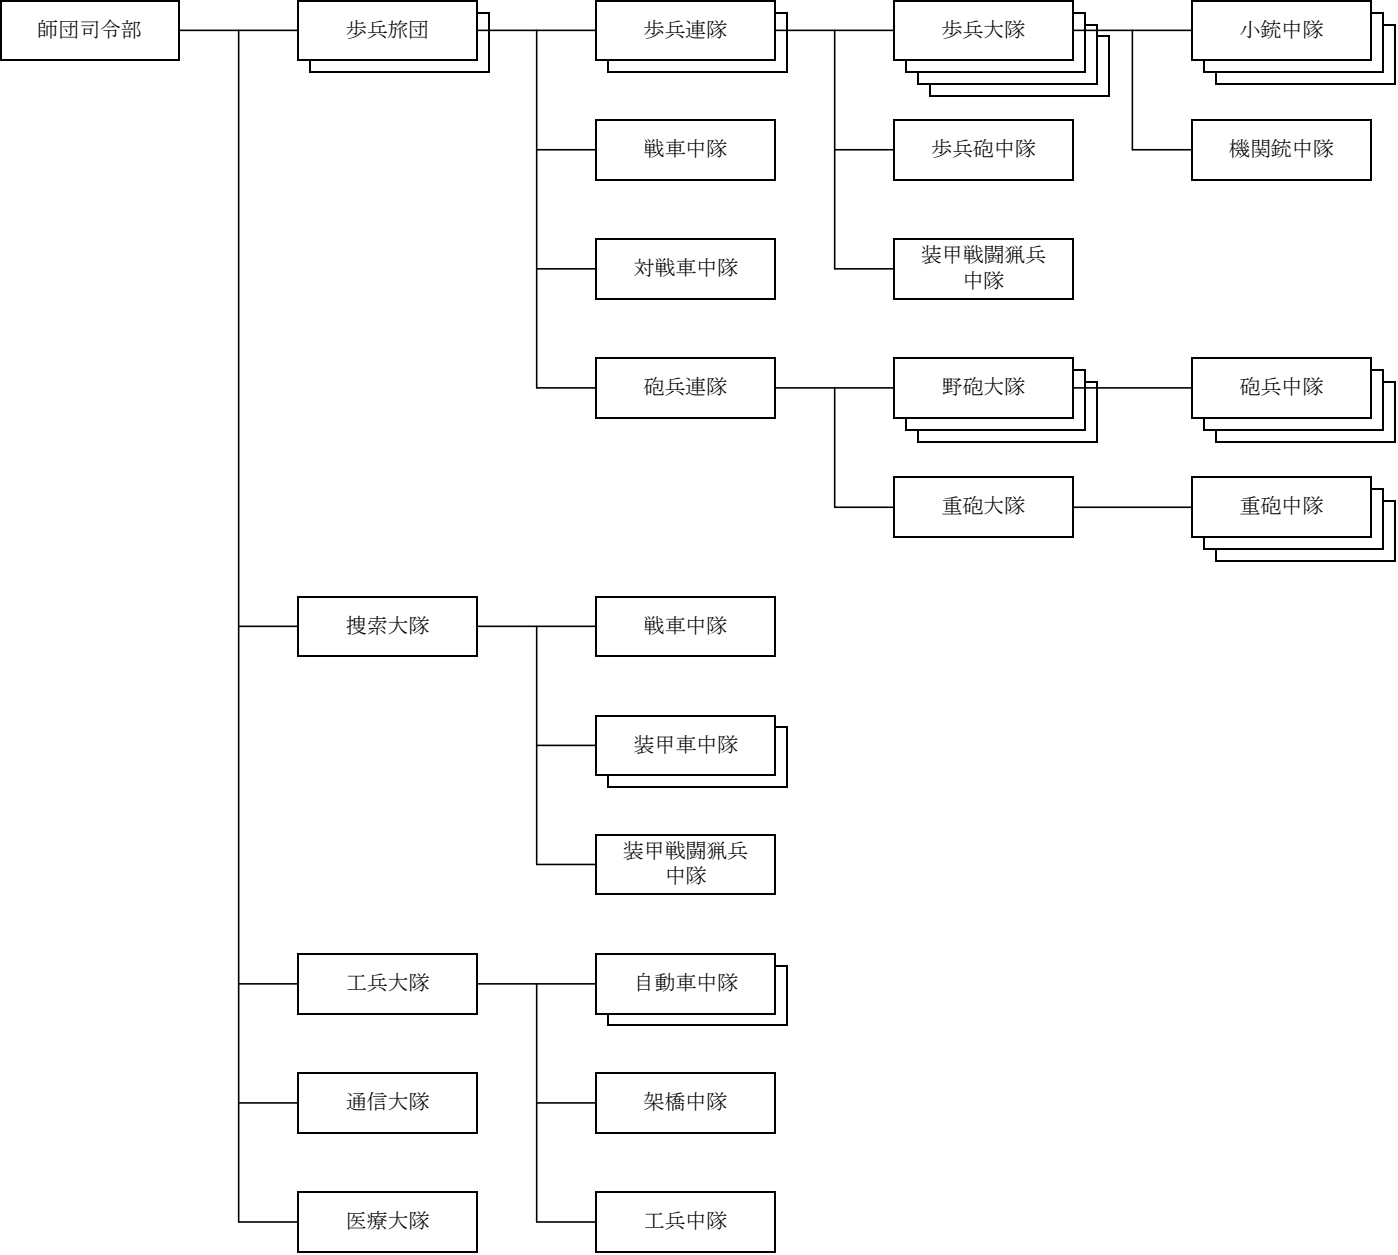 師団司令部
歩兵旅団
歩兵連隊
歩兵大隊
小銃中隊
戦車中隊
歩兵砲中隊
機関銃中隊
対戦車中隊
装甲戦闘猟兵
中隊
砲兵連隊
野砲大隊
砲兵中隊
重砲大隊
重砲中隊
捜索大隊
戦車中隊
装甲車中隊
装甲戦闘猟兵
中隊
工兵大隊
自動車中隊
通信大隊
架橋中隊
医療大隊
工兵中隊